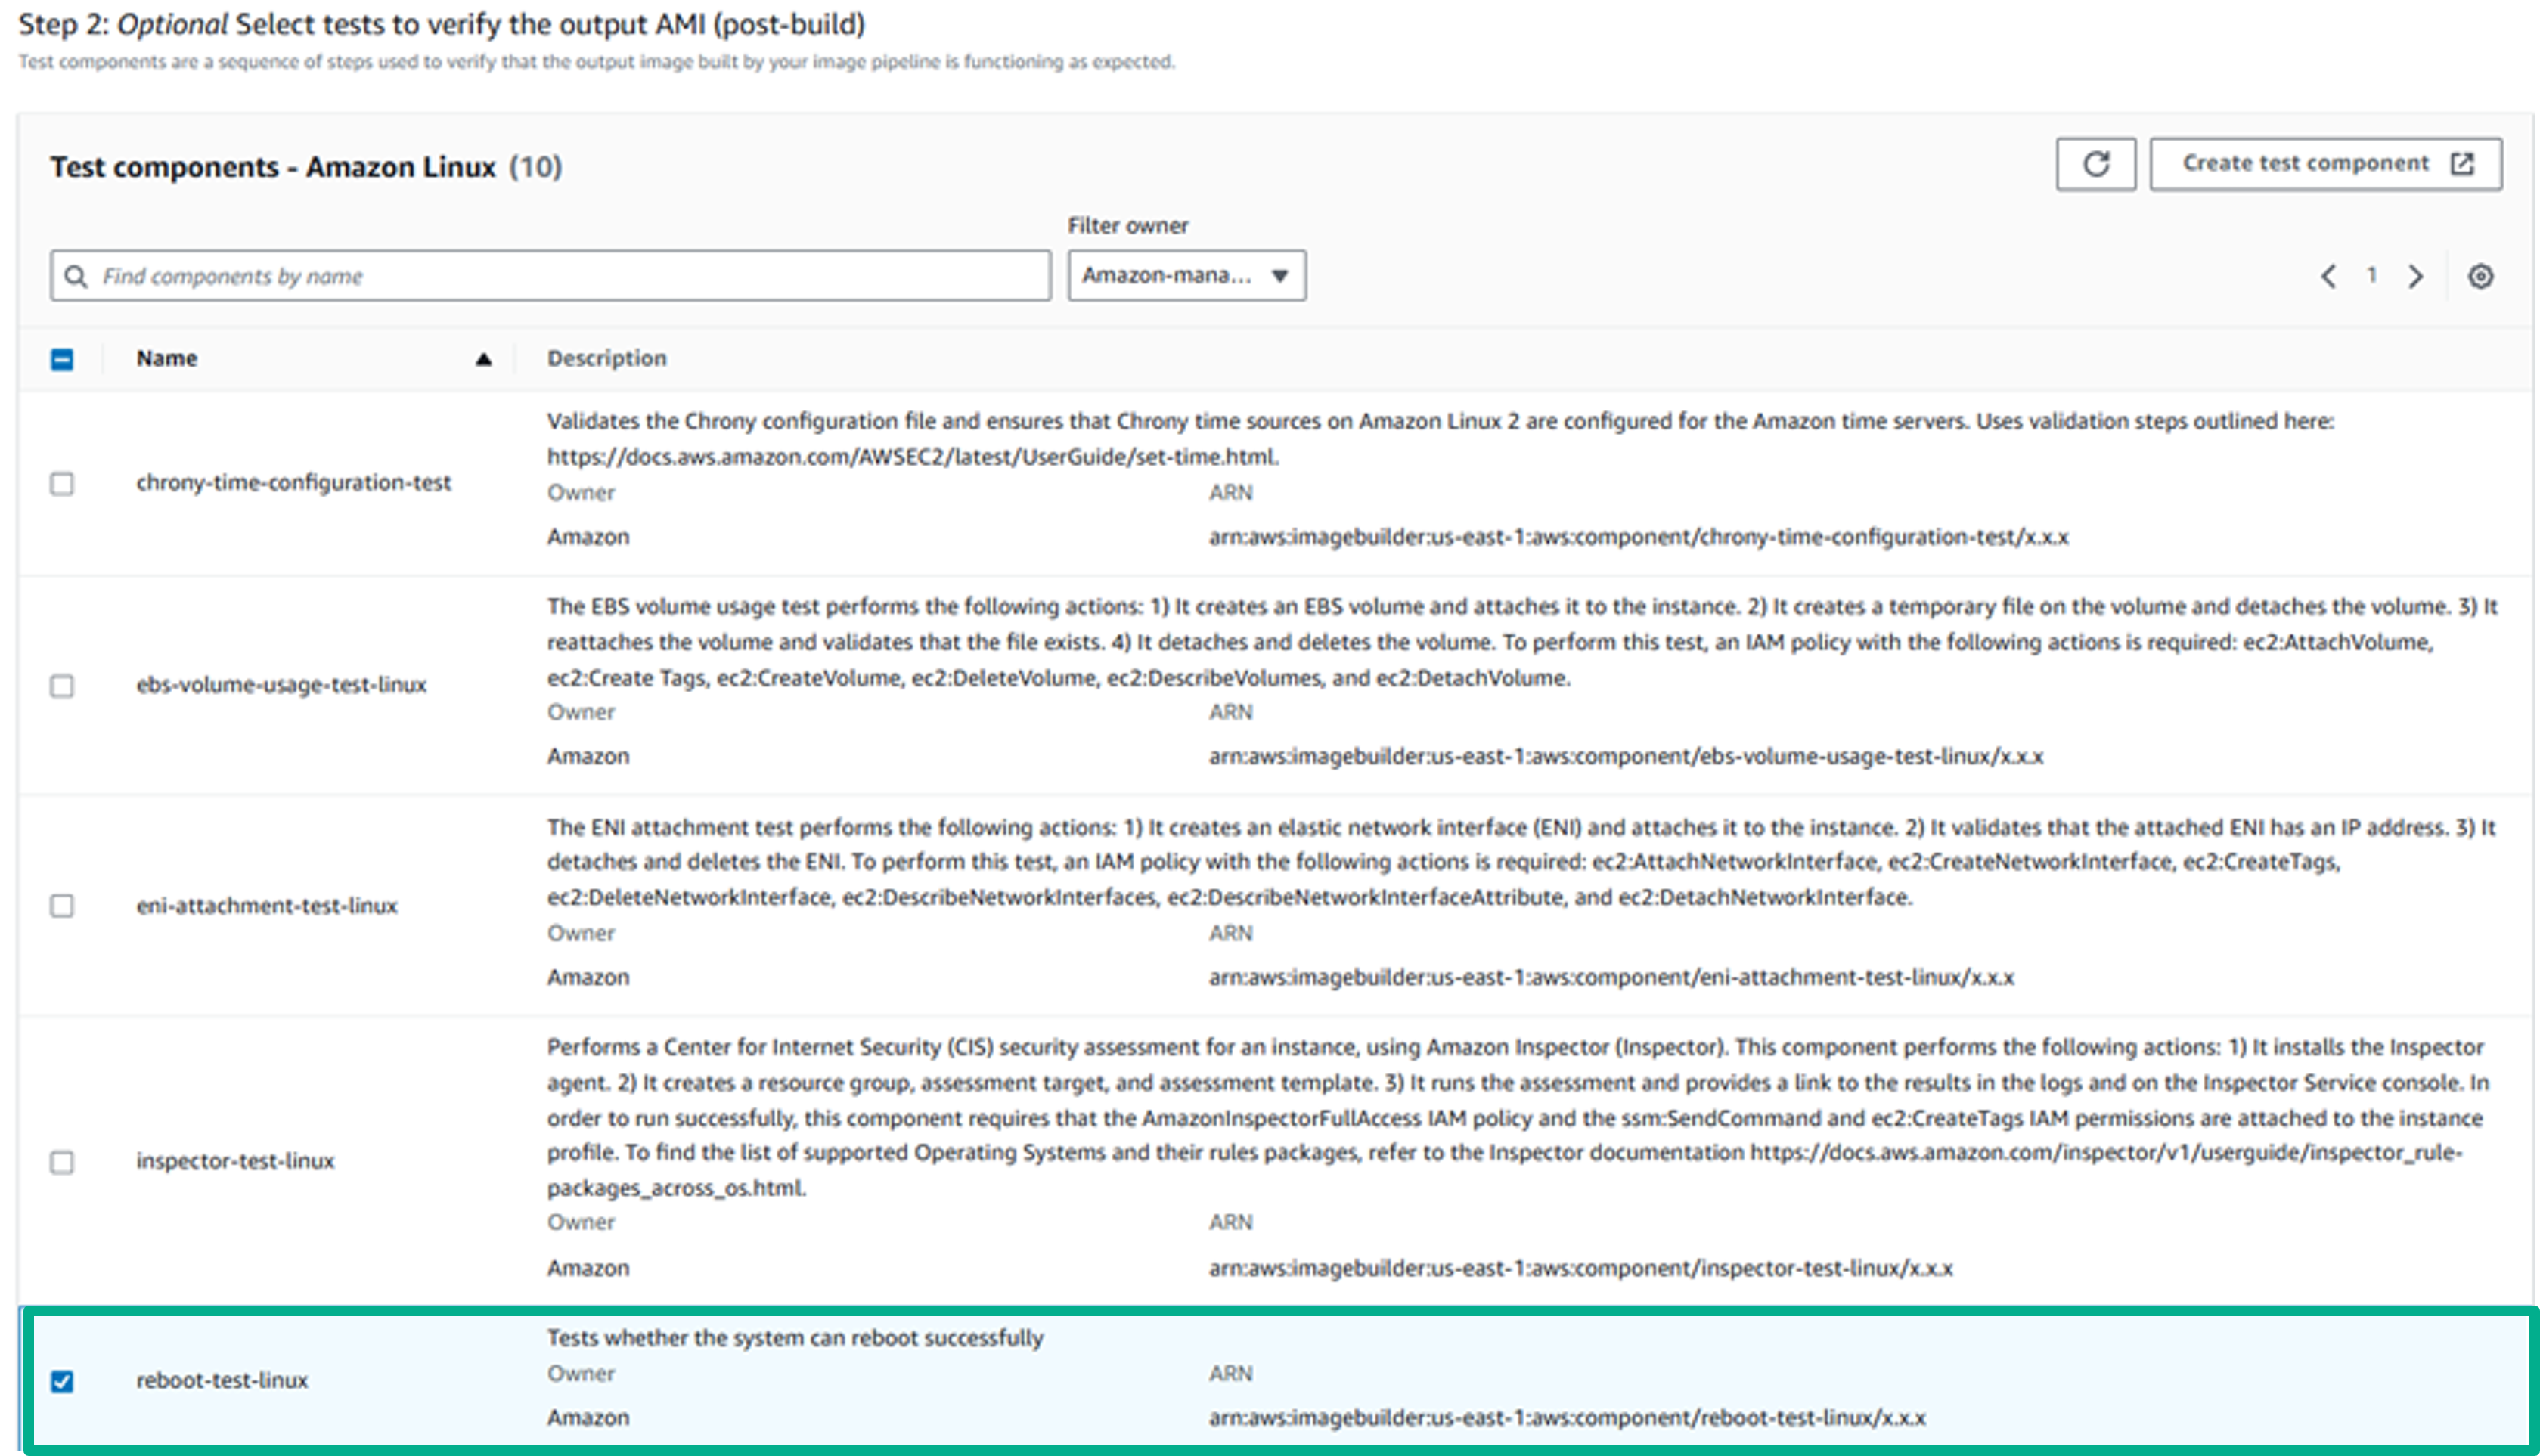 Step 2: Optional Select tests to verify the output AMI (post-build)
Test components are a sequence of steps used to verify that the output image built by your image pipeline is functioning as expected.
Test components - Amazon Linux (10)
Create test component
Filter owner
Find components by name
Amazon-mana...
1
Name
Description
Validates the Chrony configuration file and ensures that Chrony time sources on Amazon Linux 2 are configured for the Amazon time servers. Uses validation steps outlined here:
https://docs.aws.amazon.com/AWSEC2/latest/UserGuide/set-time.html.
chrony-time-configuration-test
Owner
ARN
Amazon
arn:aws:imagebuilder:us-east-1:aws:component/chrony-time-configuration-test/x.x.x
The EBS volume usage test performs the following actions: 1) It creates an EBS volume and attaches it to the instance. 2) It creates a temporary file on the volume and detaches the volume. 3) It
reattaches the volume and validates that the file exists. 4) It detaches and deletes the volume. To perform this test, an IAM policy with the following actions is required: ec2:AttachVolume,
ec2:Create Tags, ec2:CreateVolume, ec2:DeleteVolume, ec2:DescribeVolumes, and ec2:DetachVolume.
ebs-volume-usage-test-linux
Owner
ARN
Amazon
arn:aws:imagebuilder:us-east-1:aws:component/ebs-volume-usage-test-linux/x.x.x
The ENI attachment test performs the following actions: 1) It creates an elastic network interface (ENI) and attaches it to the instance. 2) It validates that the attached ENI has an IP address. 3) It
detaches and deletes the ENI. To perform this test, an IAM policy with the following actions is required: ec2:AttachNetworkInterface, ec2:CreateNetworkInterface, ec2:CreateTags,
ec2:DeleteNetworkInterface, ec2:DescribeNetworkInterfaces, ec2:DescribeNetworkInterfaceAttribute, and ec2:DetachNetworkInterface.
eni-attachment-test-linux
Owner
ARN
Amazon
arn:aws:imagebuilder:us-east-1:aws:component/eni-attachment-test-linux/x.x.x
Performs a Center for Internet Security (CIS) security assessment for an instance, using Amazon Inspector (Inspector). This component performs the following actions: 1) It installs the Inspector
agent. 2) It creates a resource group, assessment target, and assessment template. 3) It runs the assessment and provides a link to the results in the logs and on the Inspector Service console. In
order to run successfully, this component requires that the AmazonInspectorFullAccess IAM policy and the ssm:SendCommand and ec2:CreateTags IAM permissions are attached to the instance
profile. To find the list of supported Operating Systems and their rules packages, refer to the Inspector documentation https://docs.aws.amazon.com/inspector/v1/userguide/inspector_rule-
packages_across_os.html.
inspector-test-linux
Owner
ARN
Amazon
arn:aws:imagebuilder:us-east-1:aws:component/inspector-test-linux/x.x.x
Tests whether the system can reboot successfully
reboot-test-linux
Owner
ARN
Amazon
arn:aws:imagebuilder:us-east-1:aws:component/reboot-test-linux/x.x.x